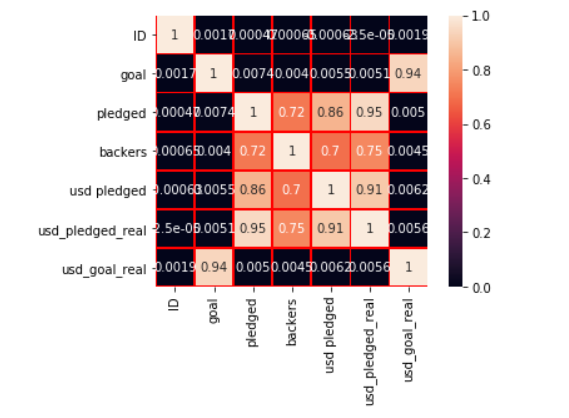 ID 1 0.0017 0.00047 0.00065 0.00063 2.5e-05 0.0019
goal 0.0017 1 0.0074 0.004 0.0055 0.0051 0.94
pledged 0.00047 0.0074 1 0.72 0.86 0.95 0.005
backers 0.00065 0.004 0.72 1 0.7 0.75 0.0045
usd pledged 0.00063 0.0055 0.86 0.7 1 0.91 0.0062
usd_pledged_real 2.5e-05 0.0051 0.95 0.75 0.91 1 0.0056
usd_goal_real 0.0019 0.94 0.005 0.0045 0.0062 0.0056 1
ID
goal
pledged
backers
usd pledged
usd_pledged_real
usd_goal_real
1.0
0.8
0.6
0.4
0.2
0.0